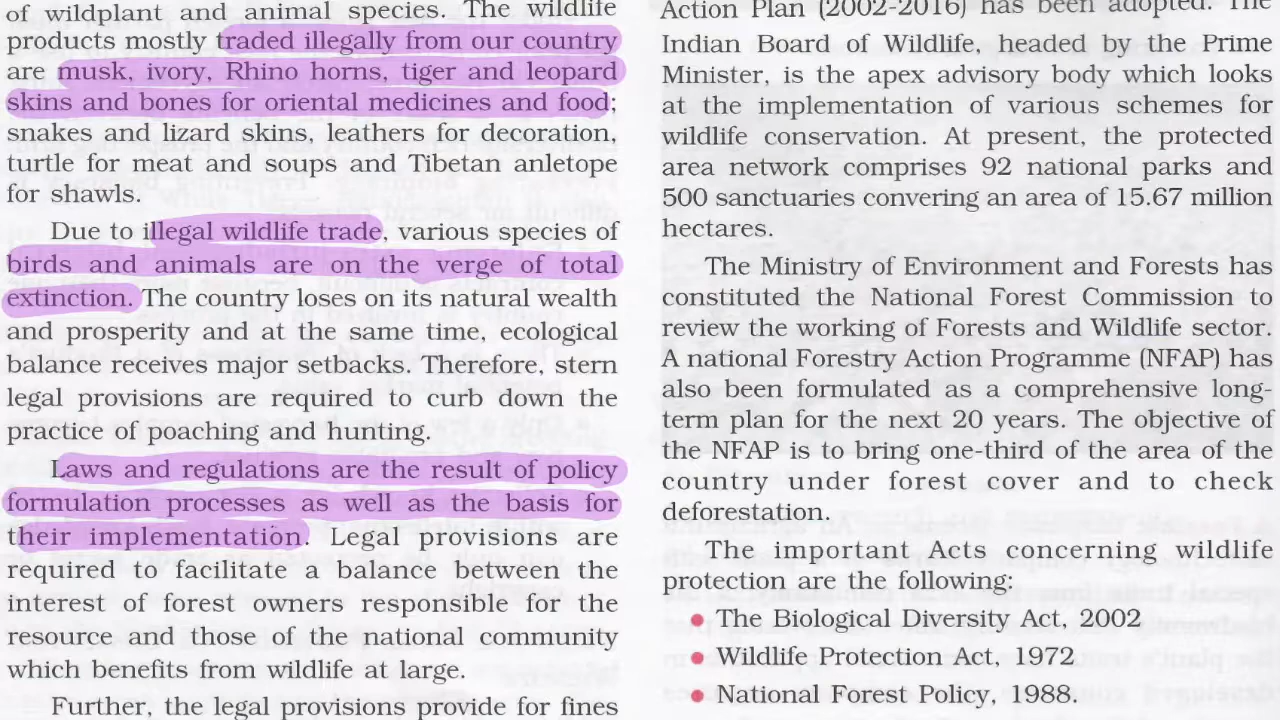 of wildplant and animal species. The wildlife
products mostly traded illegally from our country
are musk, ivory, Rhino horns, tiger and leopard
skins and bones for oriental medicines and food;
snakes and lizard skins, leathers for decoration,
turtle for meat and soups and Tibetan anletope
for shawls.
Due to illegal wildlife trade, various species of
birds and animals are on the verge of total
extinction. The country loses on its natural wealth
and prosperity and at the same time, ecological
balance receives major setbacks. Therefore, stern
legal provisions are required to curb down the
practice of poaching and hunting.
Laws and regulations are the result of policy
formulation processes as well as the basis for
their implementation. Legal provisions are
required to facilitate a balance between the
interest of forest owners responsible for the
resource and those of the national community
which benefits from wildlife at large.
Further, the legal provisions provide for fines
Action Plan (2002-2016) has been adopted. The
Indian Board of Wildlife, headed by the Prime
Minister, is the apex advisory body which looks
at the implementation of various schemes for
wildlife conservation. At present, the protected
area network comprises 92 national parks and
500 sanctuaries convering an area of 15.67 million
hectares.
The Ministry of Environment and Forests has
constituted the National Forest Commission to
review the working of Forests and Wildlife sector.
A national Forestry Action Programme (NFAP) has
also been formulated as a comprehensive long-
term plan for the next 20 years. The objective of
the NFAP is to bring one-third of the area of the
country under forest cover and to check
deforestation.
The important Acts concerning wildlife
protection are the following:
• The Biological Diversity Act, 2002
• Wildlife Protection Act, 1972
• National Forest Policy, 1988.